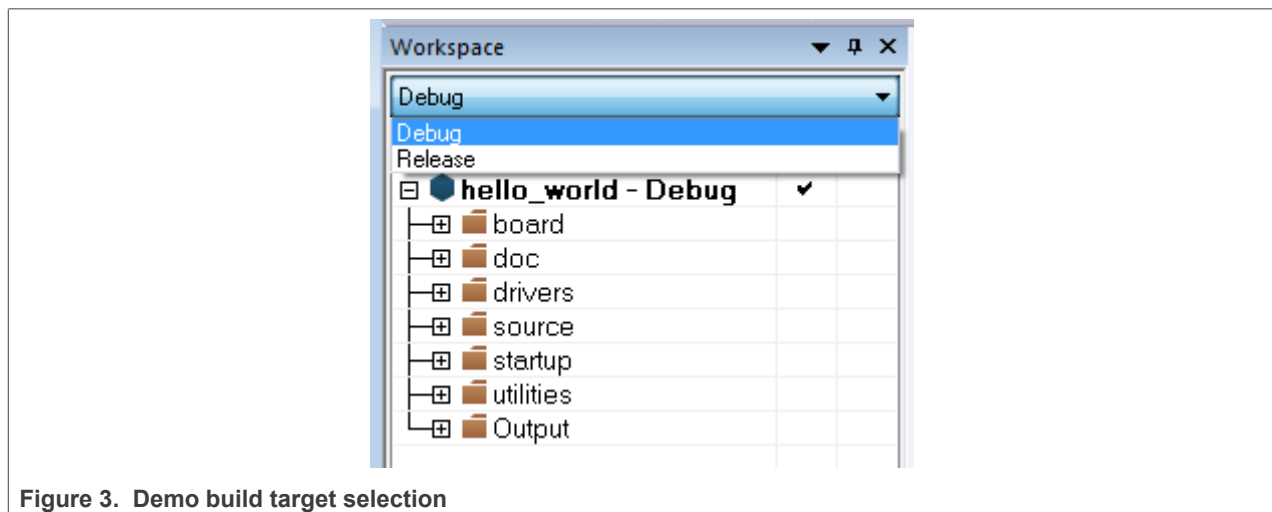 Workspace
Debug
Debug
Release
hello_world - Debug
board
doc
drivers
source
startup
utilities
Output
Figure 3. Demo build target selection